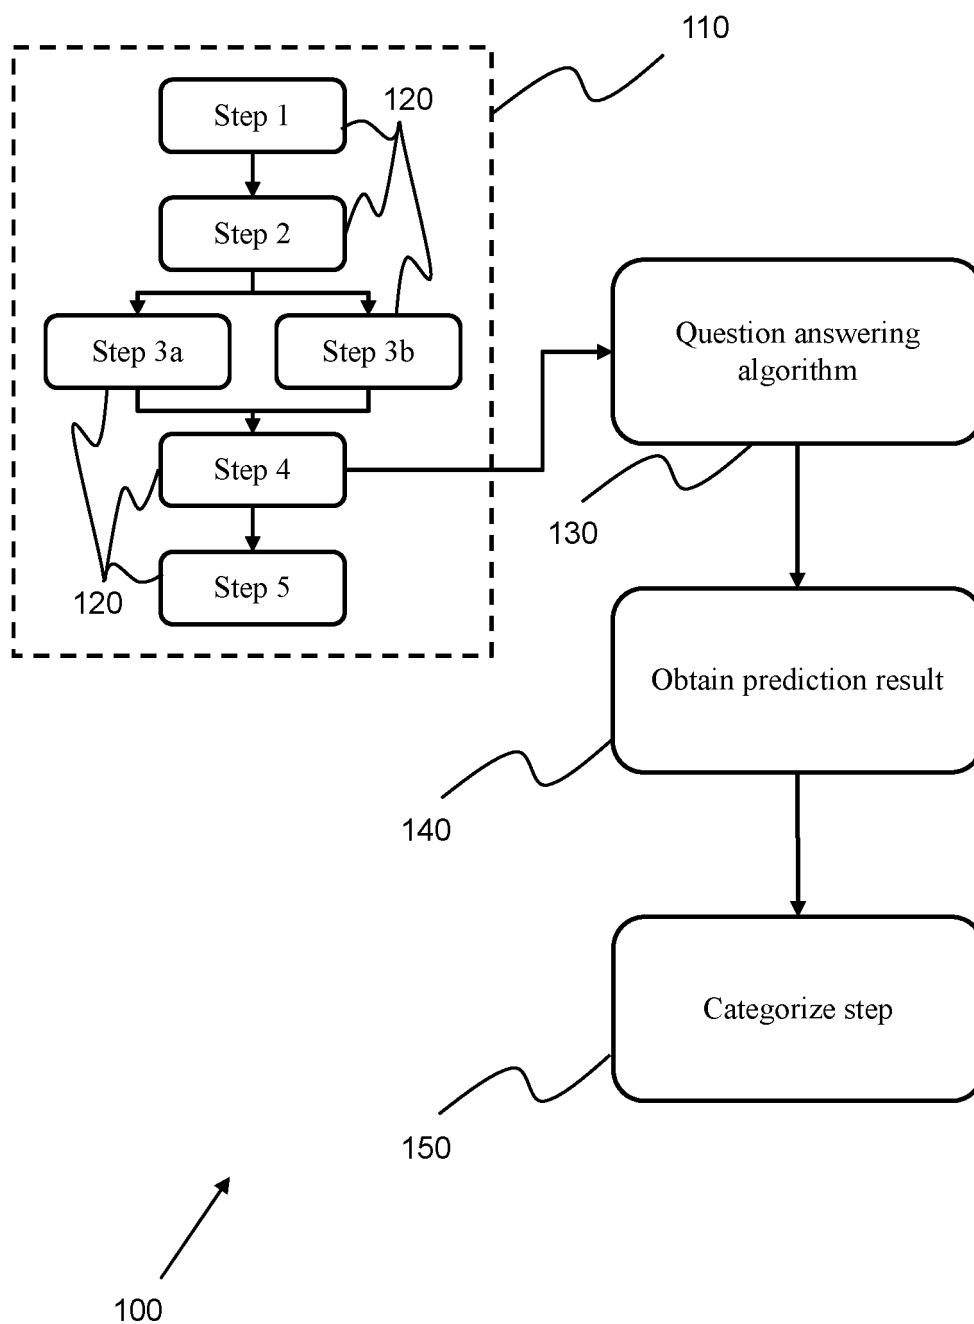 110
120
Step 1
Step 2
Step 3a
Step 3b
Step 4
Step 5
120
Question answering
algorithm
130
Obtain prediction result
140
Categorize step
150
100